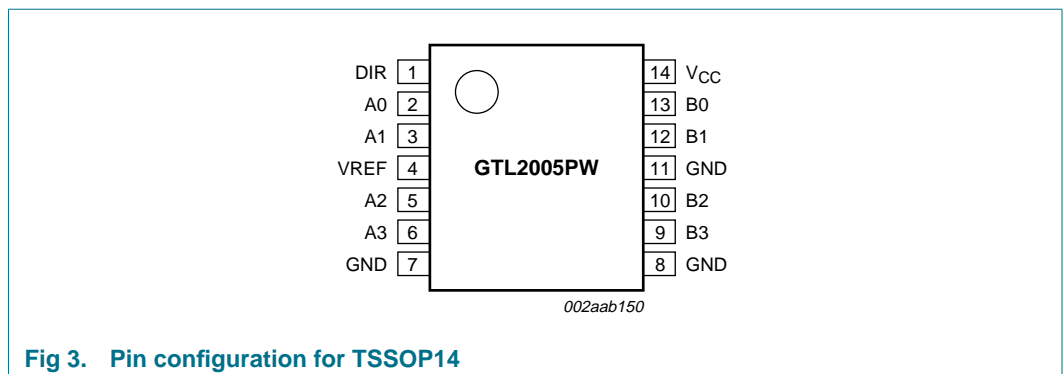 DIR 1 14 VCC
A0 2 13 B0
A1 3 12 B1
VREF 4 GTL2005PW 11 GND
A2 5 10 B2
A3 6 9 B3
GND 7 8 GND
002aab150
Fig 3. Pin configuration for TSSOP14